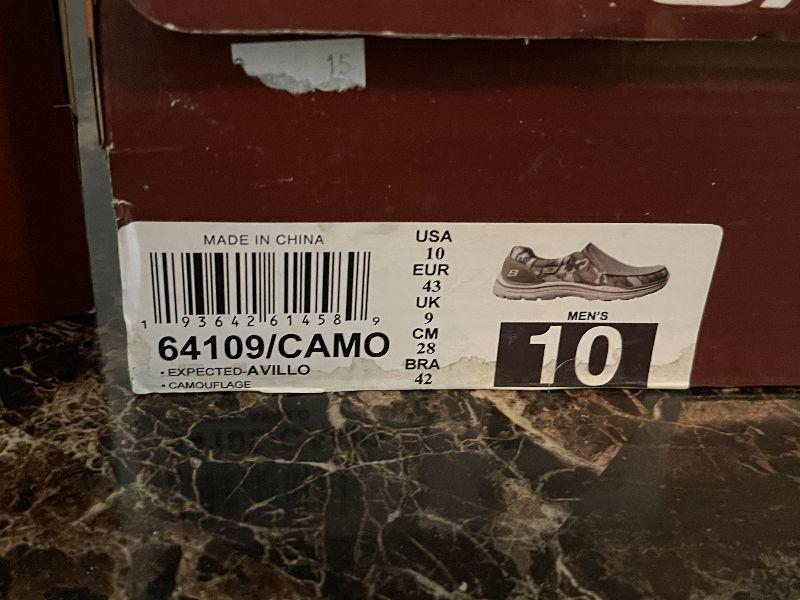 15
MADE IN CHINA
1 93642 61458 9
64109/CAMO
• EXPECTED-AVILLO
• CAMOUFLAGE
USA
10
EUR
43
UK
9
CM
28
BRA
42
MEN'S
10